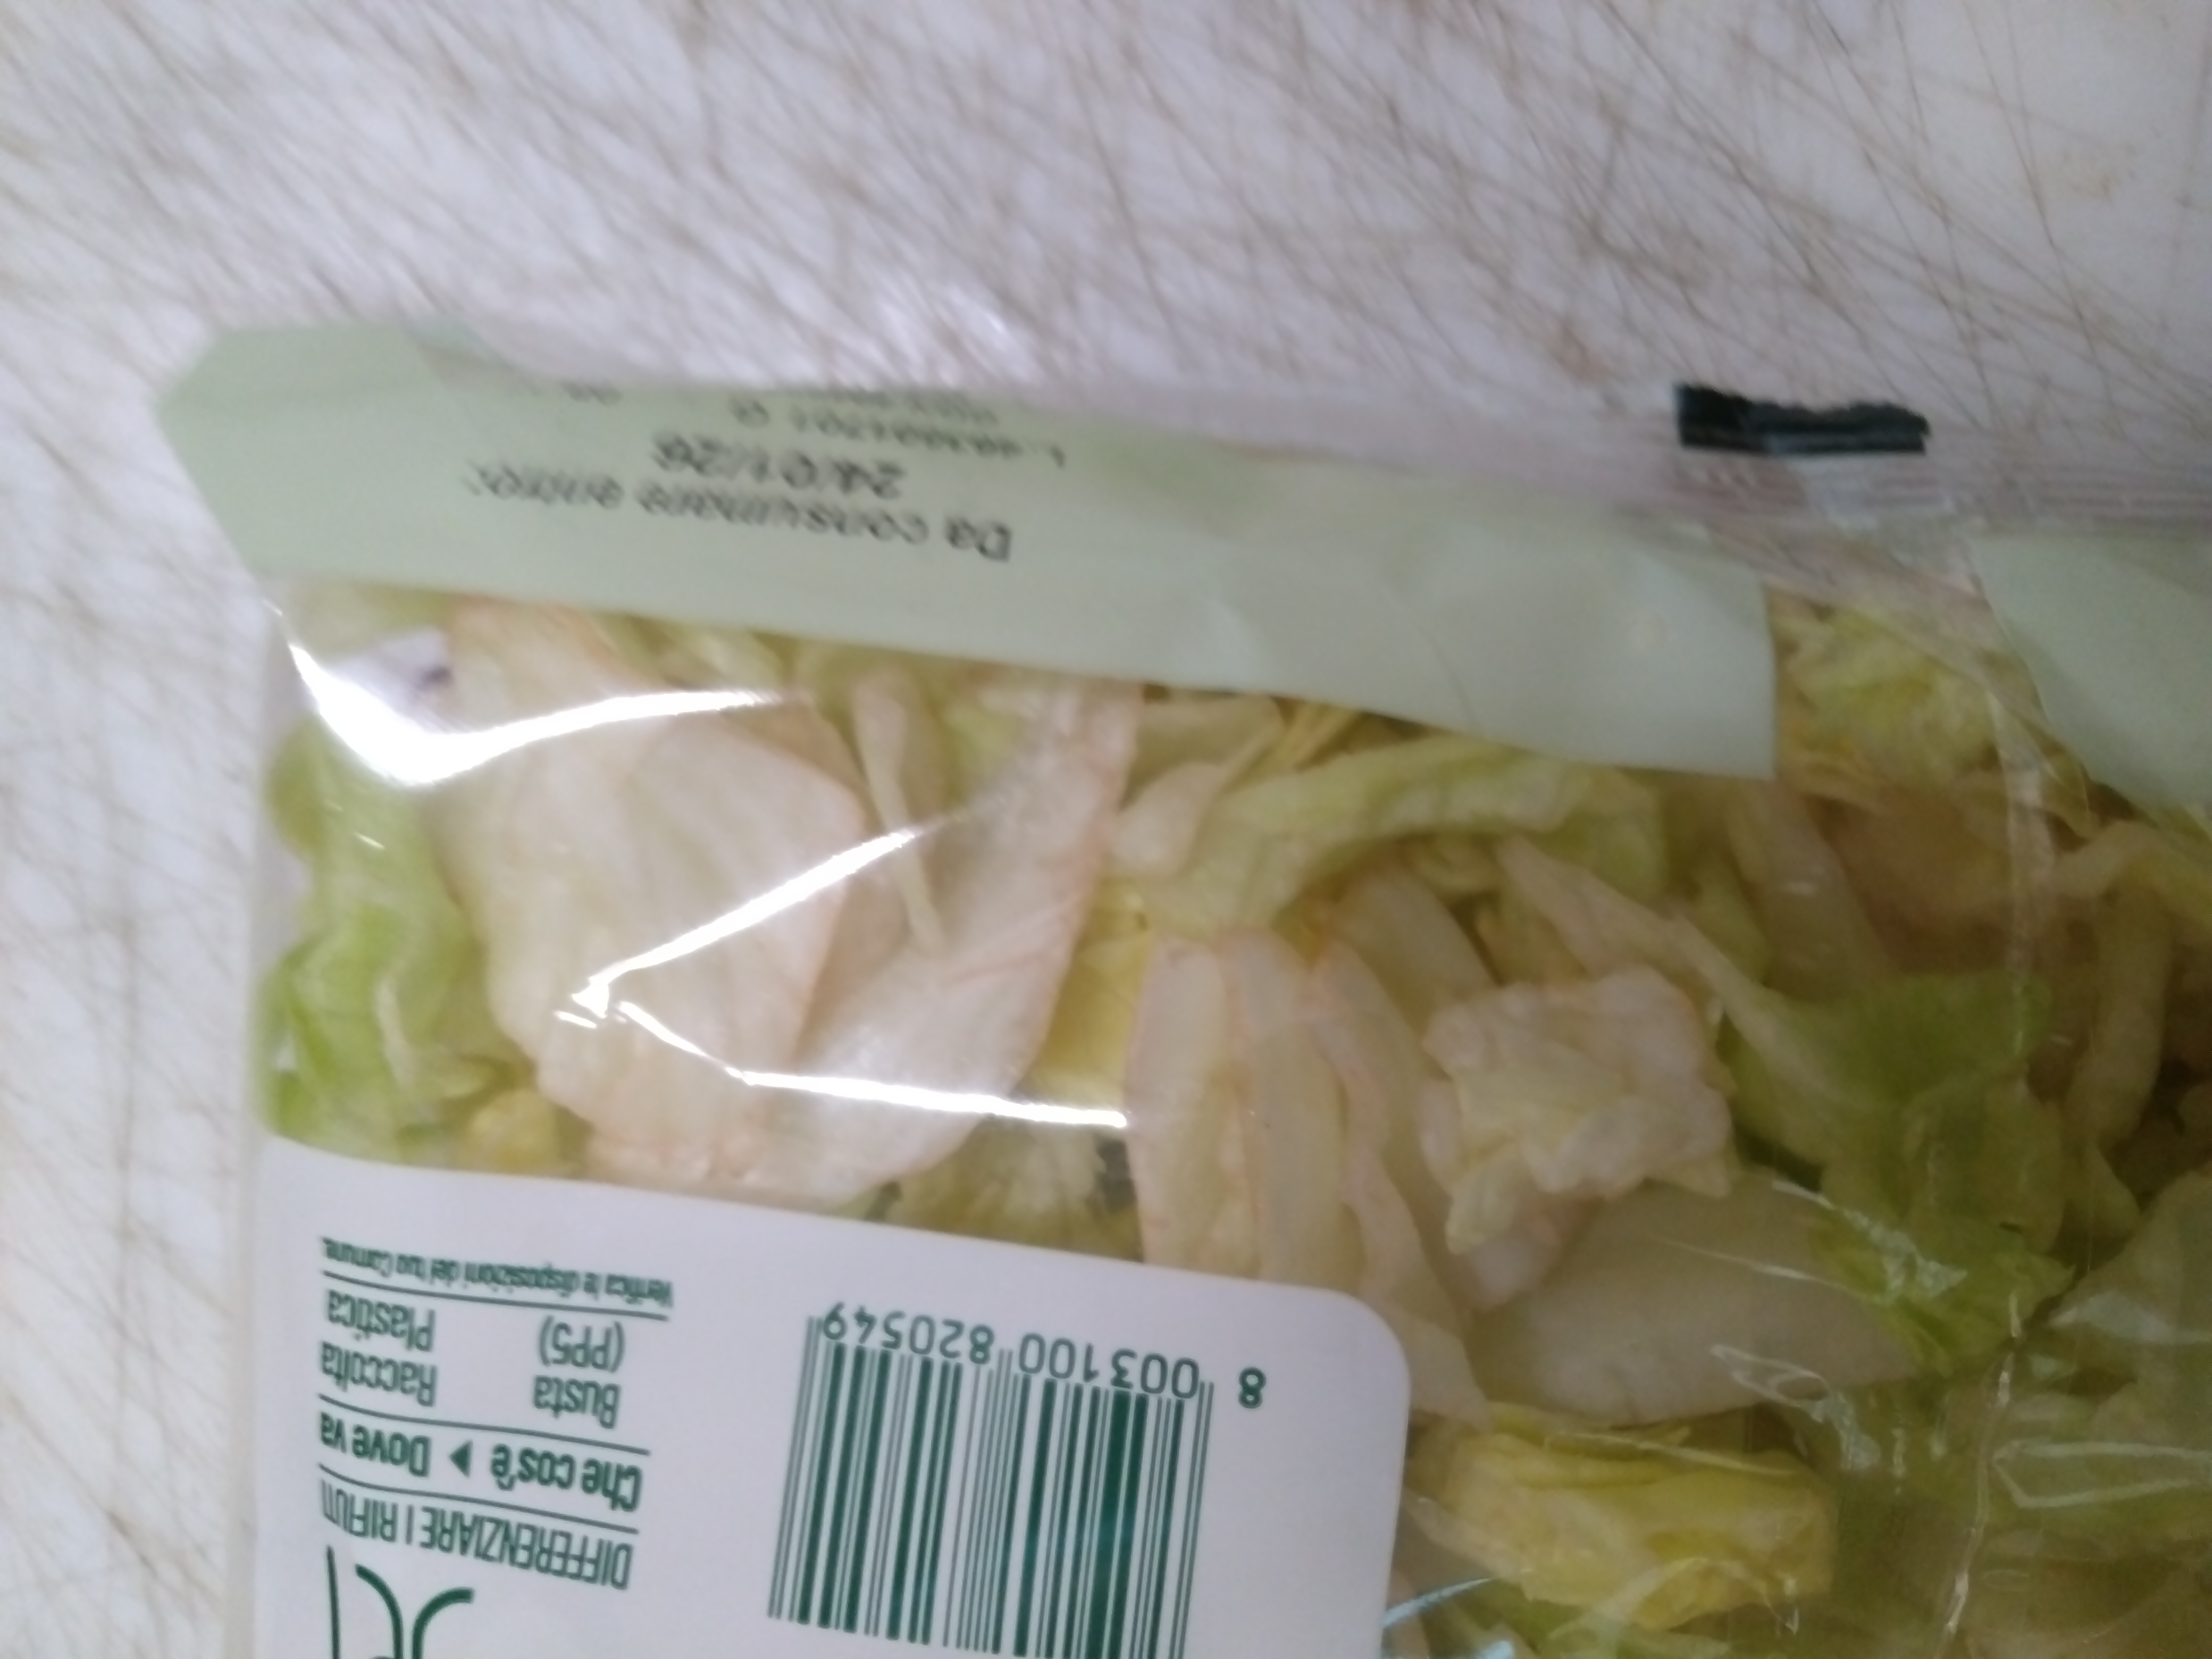 Da consumare entro:
24/01/26
8 003100 820549
DIFFERENZIARE I RIFIUTI
Che cos'è ▶ Dove va
Busta Raccolta
(PP5) Plastica
Verifica le disposizioni del tuo Comune.